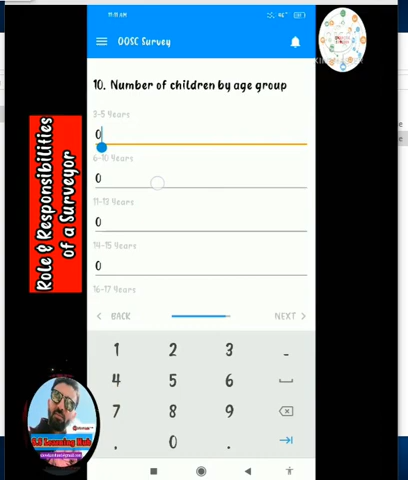 11:11 AM
OOSC Survey
10. Number of children by age group
3-5 Years
0
6-10 Years
0
11-13 Years
0
14-15 Years
0
16-17 Years
BACK
NEXT
1 2 3 -
4 5 6
7 8 9
. 0 .
Role & Responsibilities
of a Surveyor
S.J Learning Hub